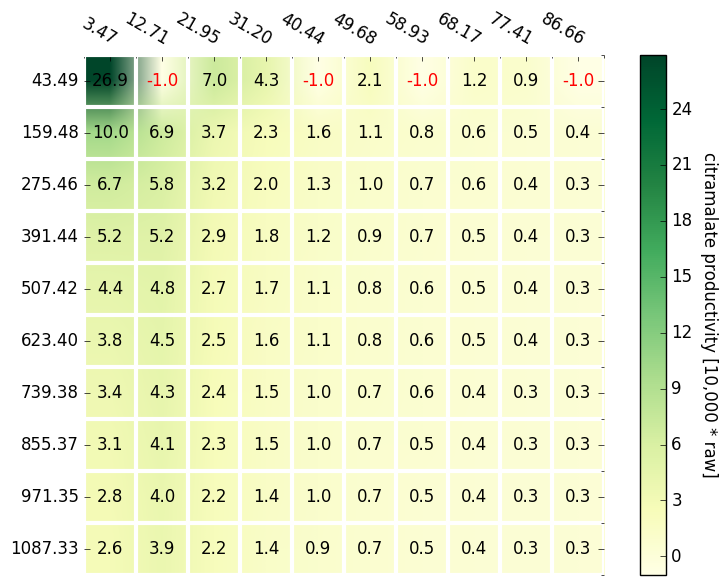 3.47 12.71 21.95 31.20 40.44 49.68 58.93 68.17 77.41 86.66
43.49 26.9 -1.0 7.0 4.3 -1.0 2.1 -1.0 1.2 0.9 -1.0
159.48 10.0 6.9 3.7 2.3 1.6 1.1 0.8 0.6 0.5 0.4
275.46 6.7 5.8 3.2 2.0 1.3 1.0 0.7 0.6 0.4 0.3
391.44 5.2 5.2 2.9 1.8 1.2 0.9 0.7 0.5 0.4 0.3
507.42 4.4 4.8 2.7 1.7 1.1 0.8 0.6 0.5 0.4 0.3
623.40 3.8 4.5 2.5 1.6 1.1 0.8 0.6 0.5 0.4 0.3
739.38 3.4 4.3 2.4 1.5 1.0 0.7 0.6 0.4 0.3 0.3
855.37 3.1 4.1 2.3 1.5 1.0 0.7 0.5 0.4 0.3 0.3
971.35 2.8 4.0 2.2 1.4 1.0 0.7 0.5 0.4 0.3 0.3
1087.33 2.6 3.9 2.2 1.4 0.9 0.7 0.5 0.4 0.3 0.3
24
21
18
15
12
9
6
3
0
citramalate productivity [10,000 * raw]